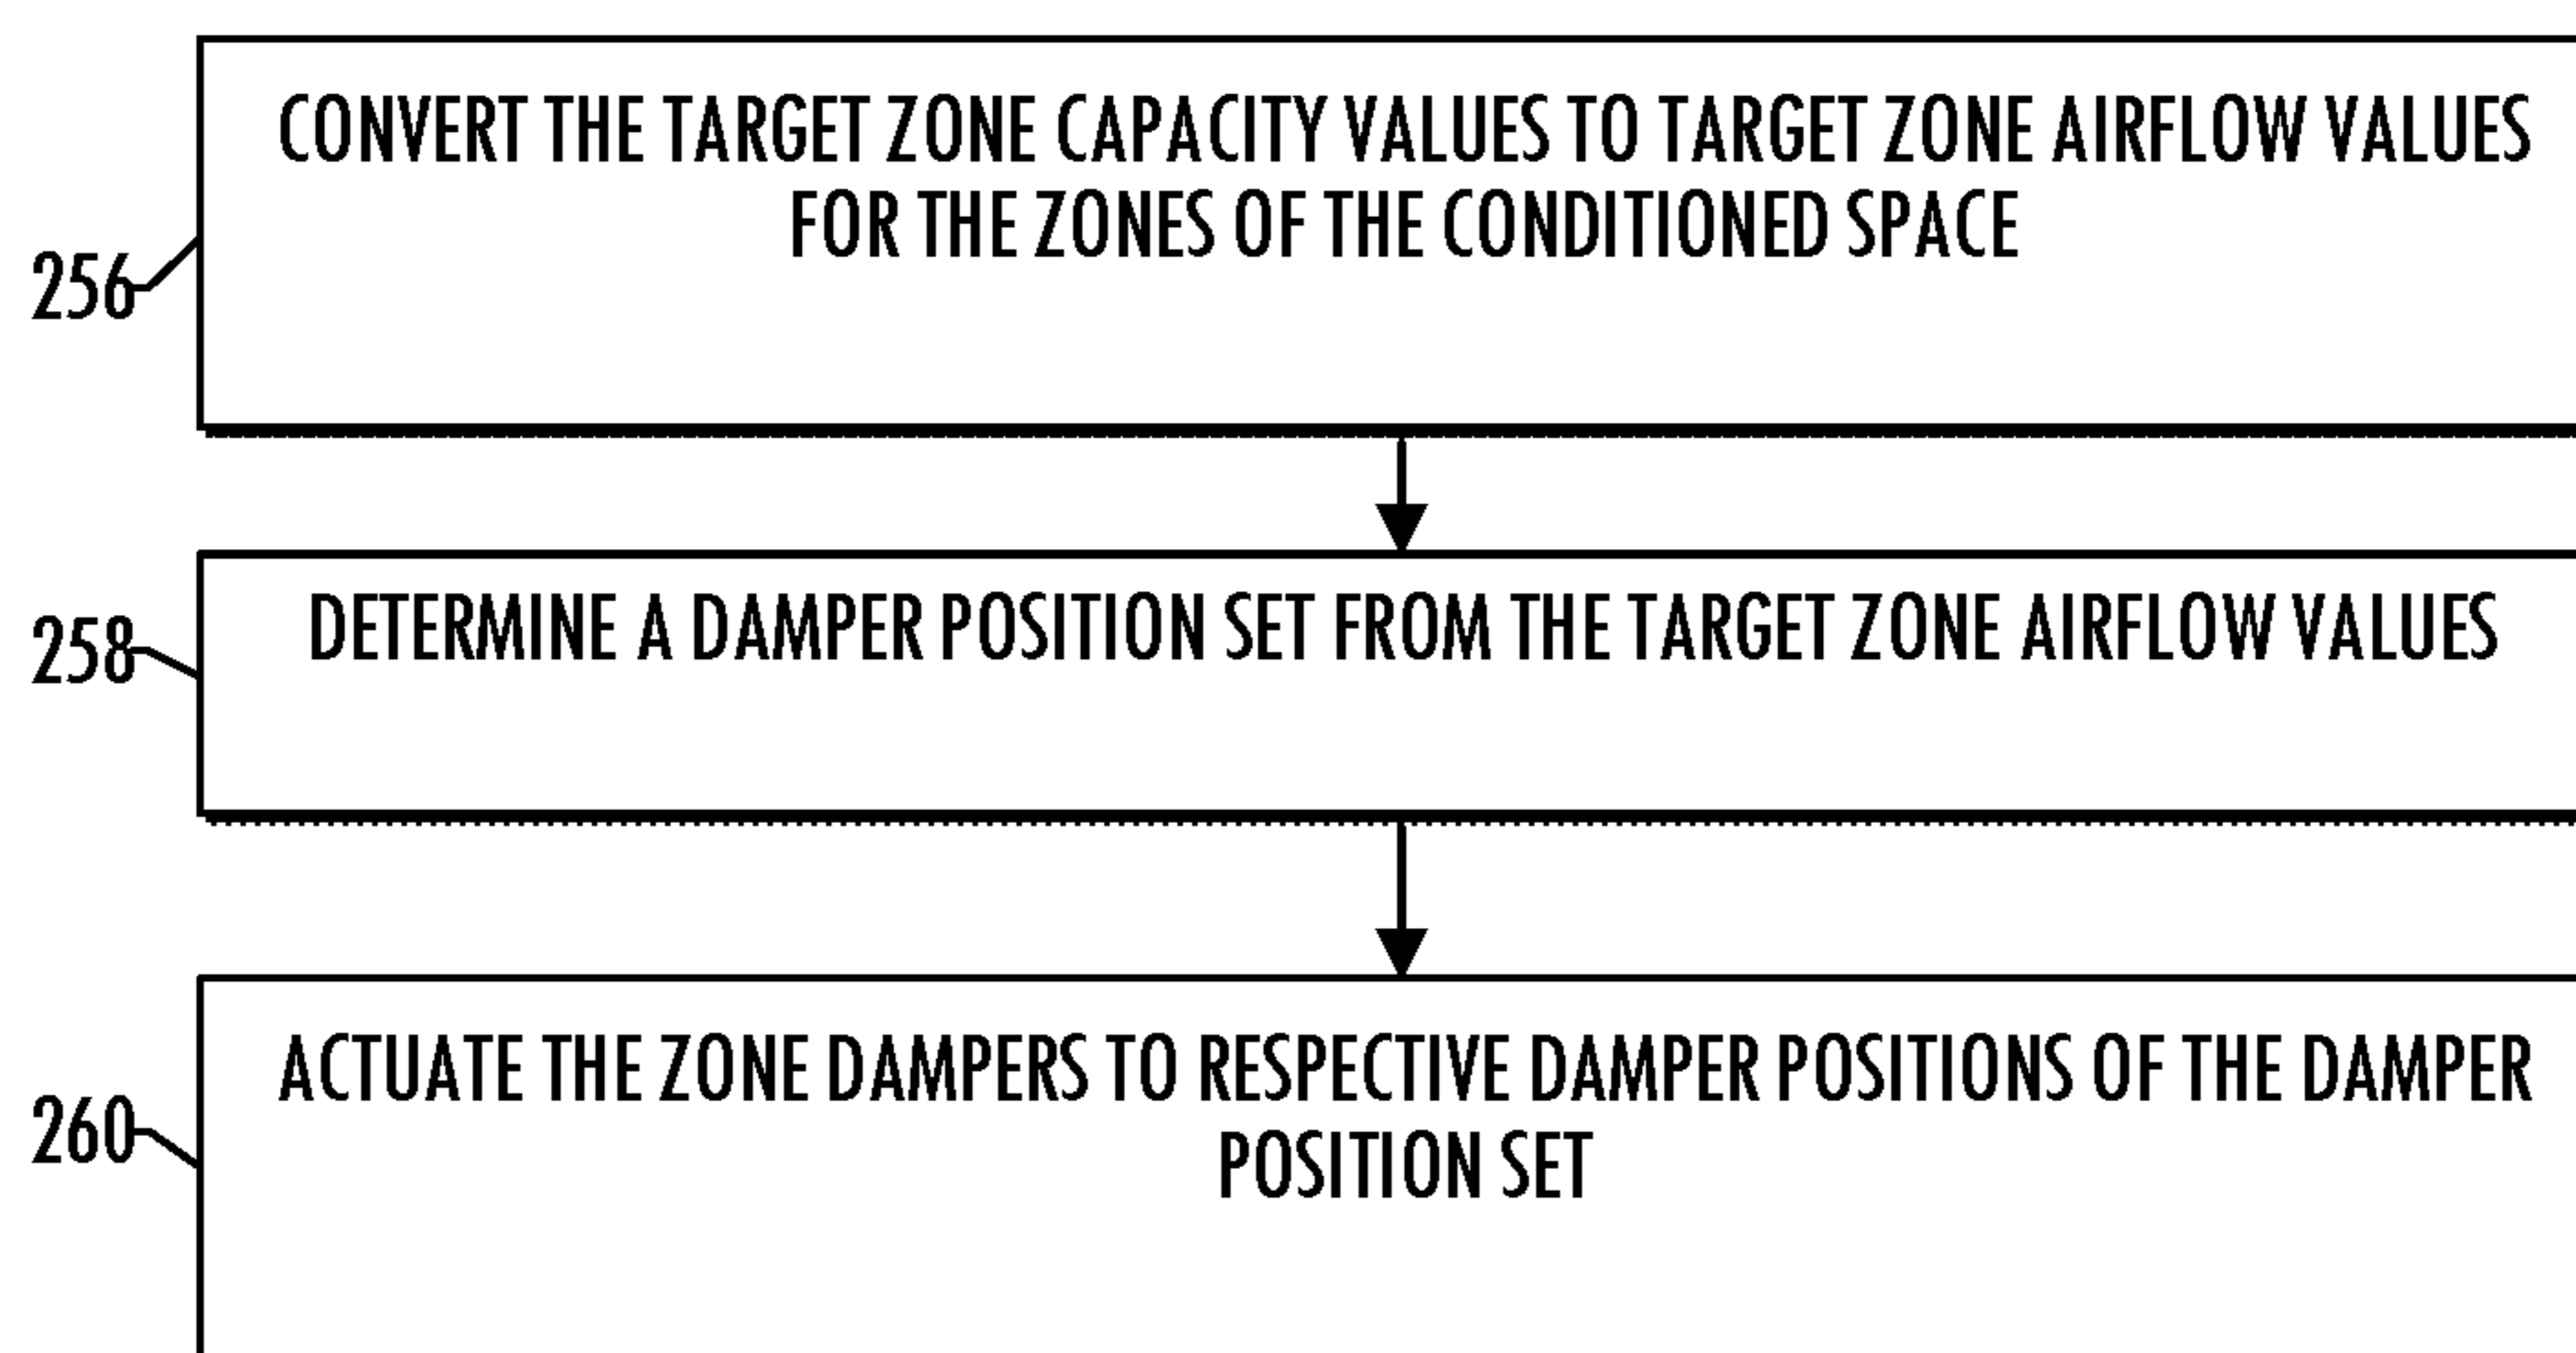 CONVERT THE TARGET ZONE CAPACITY VALUES TO TARGET ZONE AIRFLOW VALUES
FOR THE ZONES OF THE CONDITIONED SPACE
256
DETERMINE A DAMPER POSITION SET FROM THE TARGET ZONE AIRFLOW VALUES
258
ACTUATE THE ZONE DAMPERS TO RESPECTIVE DAMPER POSITIONS OF THE DAMPER
POSITION SET
260